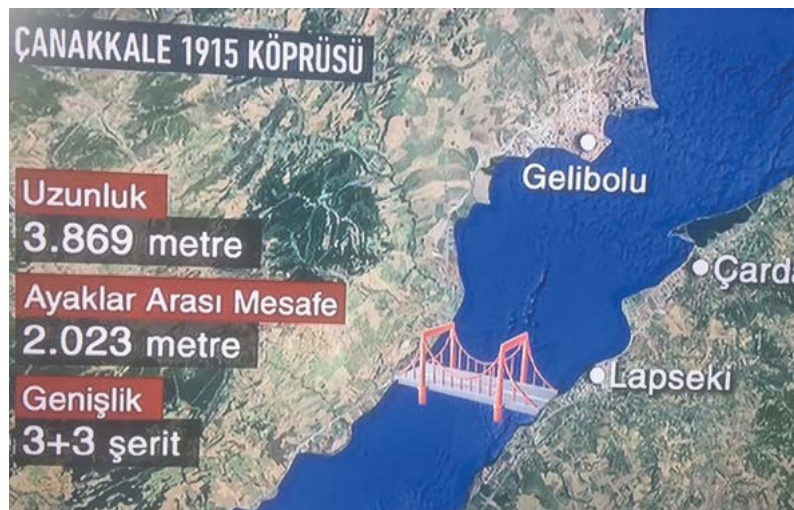 ÇANAKKALE 1915 KÖPRÜSÜ
Uzunluk
3.869 metre
Ayaklar Arası Mesafe
2.023 metre
Genişlik
3+3 şerit
Gelibolu
Çarda
Lapseki